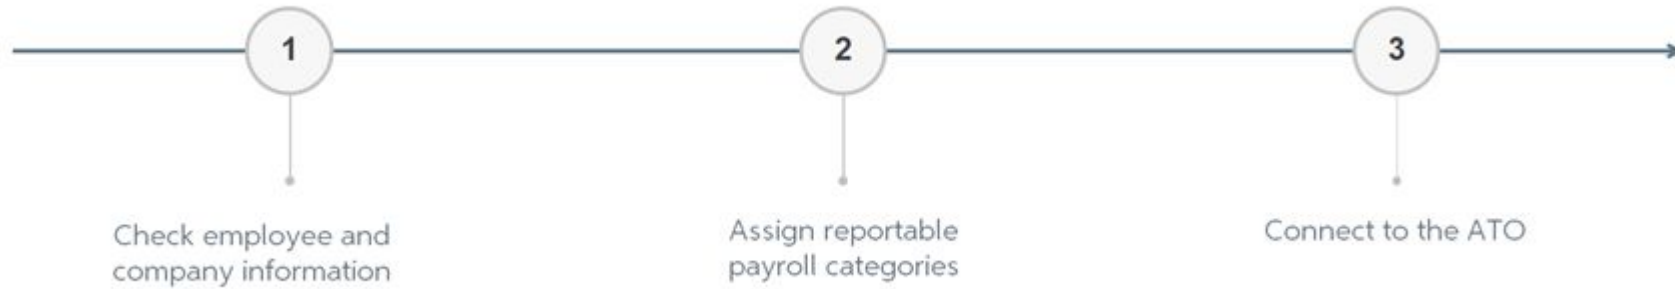 1
2
3
Check employee and
company information
Assign reportable
payroll categories
Connect to the ATO